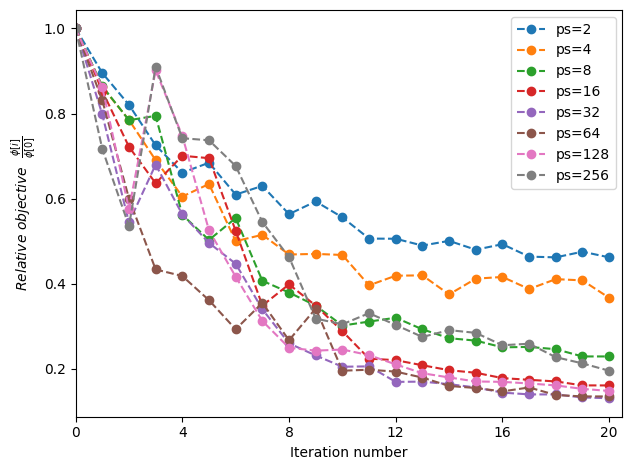 1.0
0.8
0.6
0.4
0.2
Relative objective ϕ[i]/ϕ[0]
0 4 8 12 16 20
Iteration number
ps=2
ps=4
ps=8
ps=16
ps=32
ps=64
ps=128
ps=256